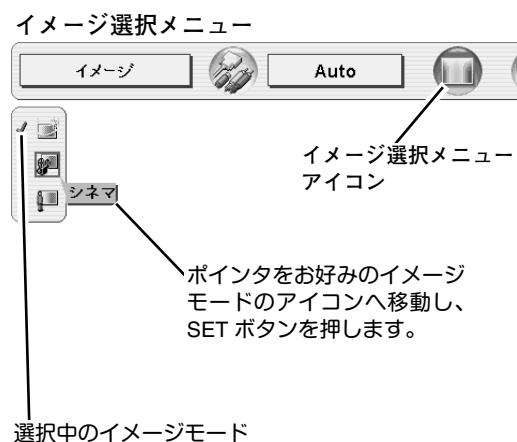 イメージ選択メニュー
イメージ
Auto
イメージ選択メニュー
アイコン
シネマ
ポインタをお好みのイメージ
モードのアイコンへ移動し、
SET ボタンを押します。
選択中のイメージモード